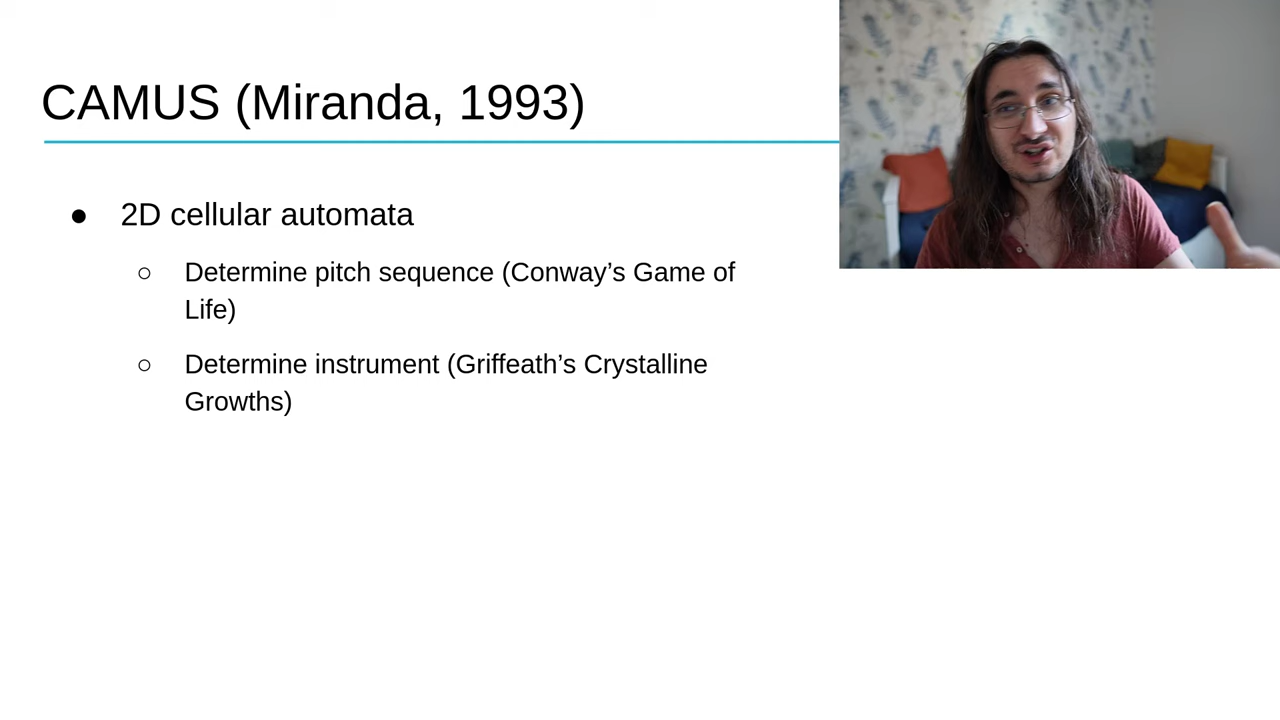 CAMUS (Miranda, 1993)
● 2D cellular automata
○ Determine pitch sequence (Conway’s Game of
Life)
○ Determine instrument (Griffeath’s Crystalline
Growths)